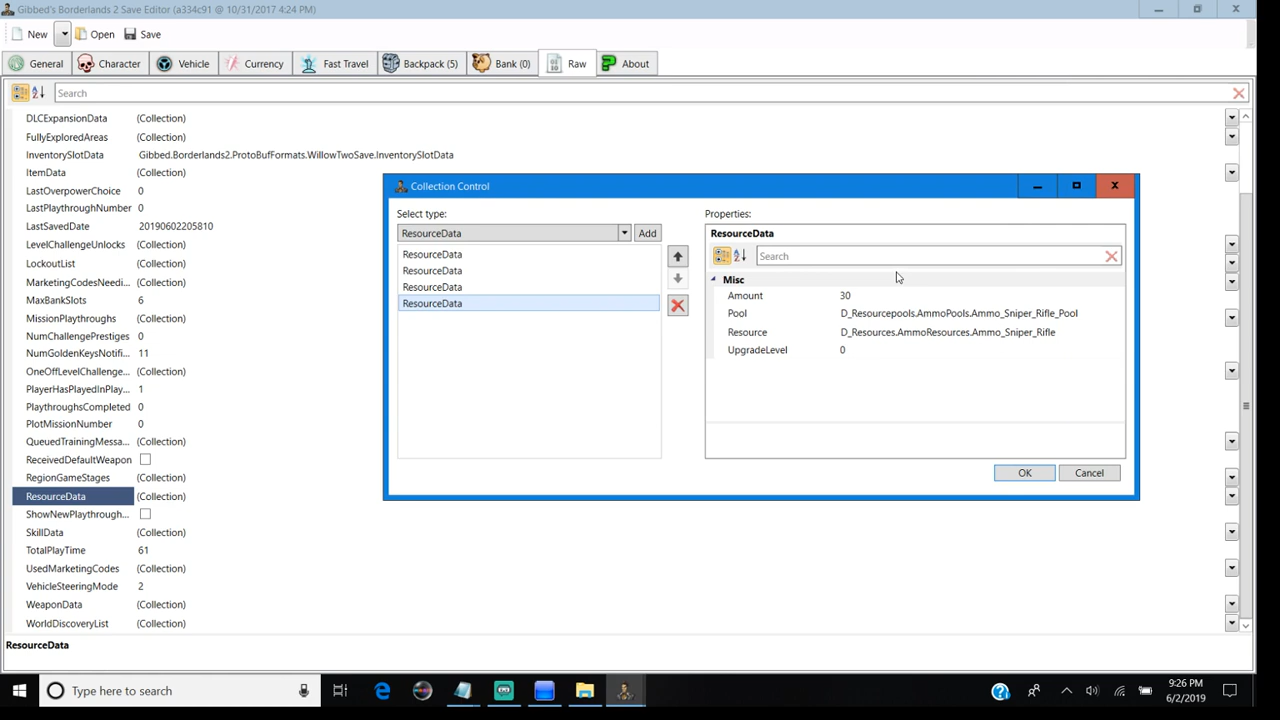 Gibbed's Borderlands 2 Save Editor (a334c91 @ 10/31/2017 4:24 PM)
New Open Save
General Character Vehicle Currency Fast Travel Backpack (5) Bank (0) Raw About
Search
DLCExpansionData (Collection)
FullyExploredAreas (Collection)
InventorySlotData Gibbed.Borderlands2.ProtoBufFormats.WillowTwoSave.InventorySlotData
ItemData (Collection)
LastOverpowerChoice 0
LastPlaythroughNumber 0
LastSavedDate 20190602205810
LevelChallengeUnlocks (Collection)
LockoutList (Collection)
MarketingCodesNeedi... (Collection)
MaxBankSlots 6
MissionPlaythroughs (Collection)
NumChallengePrestiges 0
NumGoldenKeysNotifi... 11
OneOffLevelChallenge... (Collection)
PlayerHasPlayedInPlay... 1
PlaythroughsCompleted 0
PlotMissionNumber 0
QueuedTrainingMessa... (Collection)
ReceivedDefaultWeapon
RegionGameStages (Collection)
ResourceData (Collection)
ShowNewPlaythrough...
SkillData (Collection)
TotalPlayTime 61
UsedMarketingCodes (Collection)
VehicleSteeringMode 2
WeaponData (Collection)
WorldDiscoveryList (Collection)
ResourceData
Collection Control
Select type:
ResourceData Add
ResourceData
ResourceData
ResourceData
ResourceData
Properties:
ResourceData
Search
Misc
Amount 30
Pool D_Resourcepools.AmmoPools.Ammo_Sniper_Rifle_Pool
Resource D_Resources.AmmoResources.Ammo_Sniper_Rifle
UpgradeLevel 0
OK Cancel
Type here to search
9:26 PM
6/2/2019